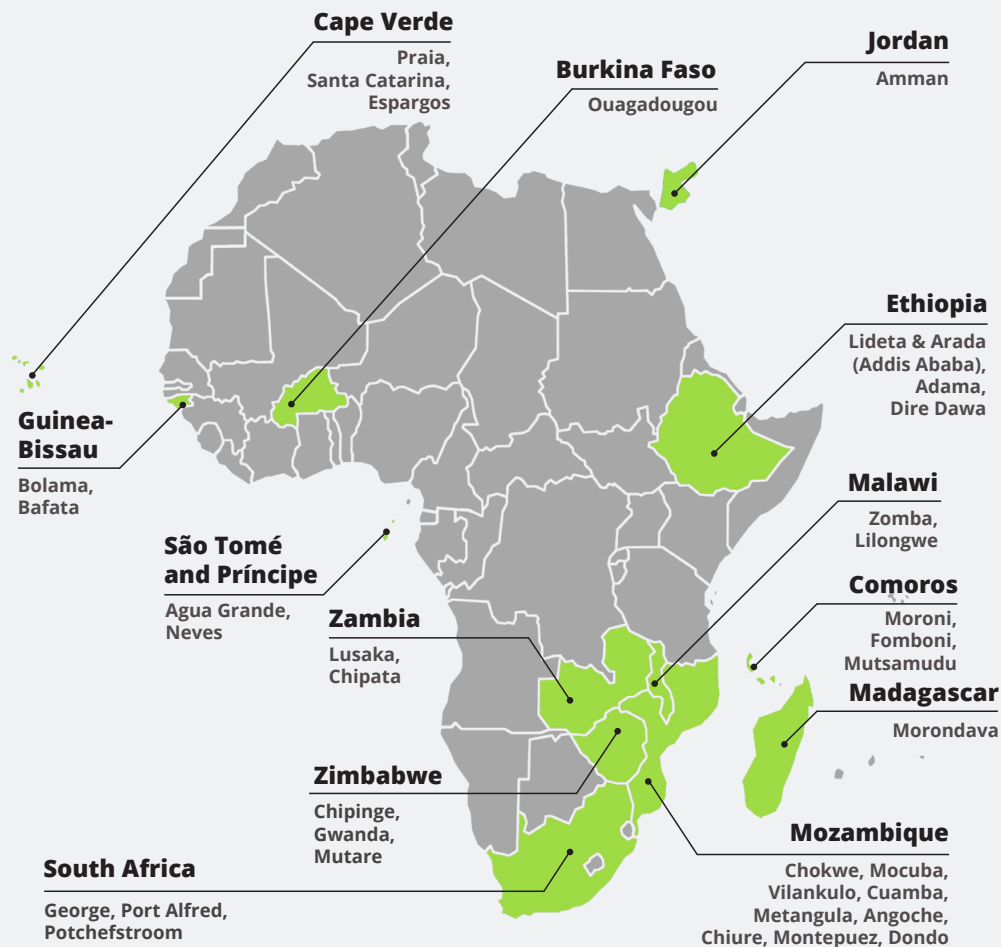 Cape Verde
Praia,
Santa Catarina,
Espargos
Burkina Faso
Ouagadougou
Jordan
Amman
Ethiopia
Lideta & Arada
(Addis Ababa),
Adama,
Dire Dawa
Guinea-
Bissau
Bolama,
Bafata
Malawi
Zomba,
Lilongwe
São Tomé
and Príncipe
Agua Grande,
Neves
Comoros
Moroni,
Fomboni,
Mutsamudu
Zambia
Lusaka,
Chipata
Madagascar
Morondava
Zimbabwe
Chipinge,
Gwanda,
Mutare
Mozambique
Chokwe, Mocuba,
Vilankulo, Cuamba,
Metangula, Angoche,
Chiure, Montepuez, Dondo
South Africa
George, Port Alfred,
Potchefstroom